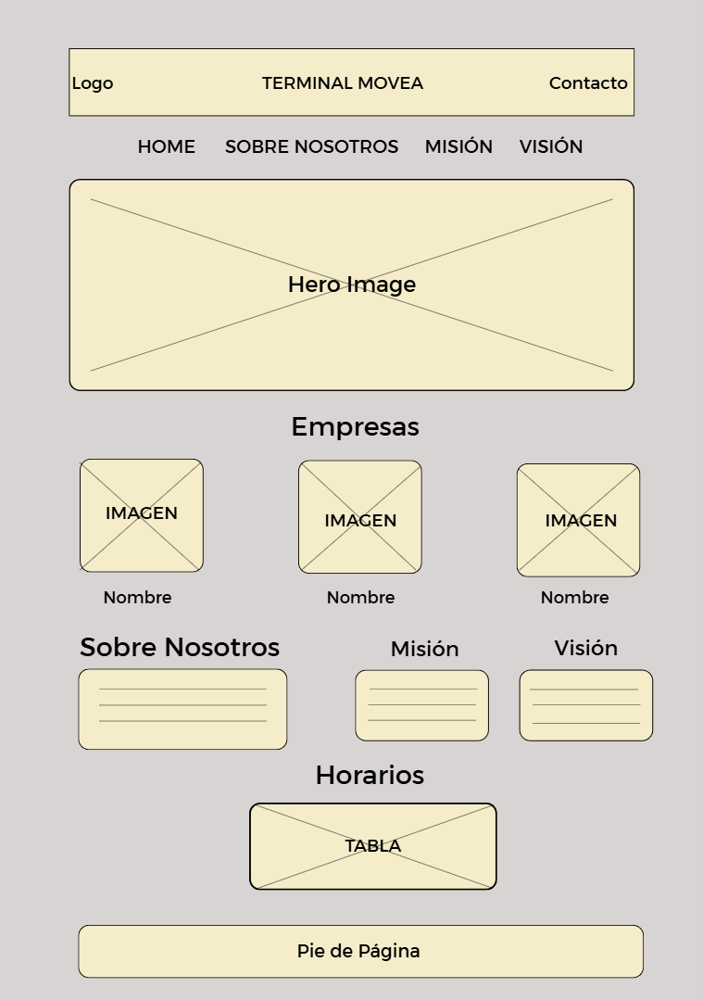 Logo TERMINAL MOVEA Contacto
HOME SOBRE NOSOTROS MISIÓN VISIÓN
Hero Image
Empresas
IMAGEN IMAGEN IMAGEN
Nombre Nombre Nombre
Sobre Nosotros Misión Visión
Horarios
TABLA
Pie de Página